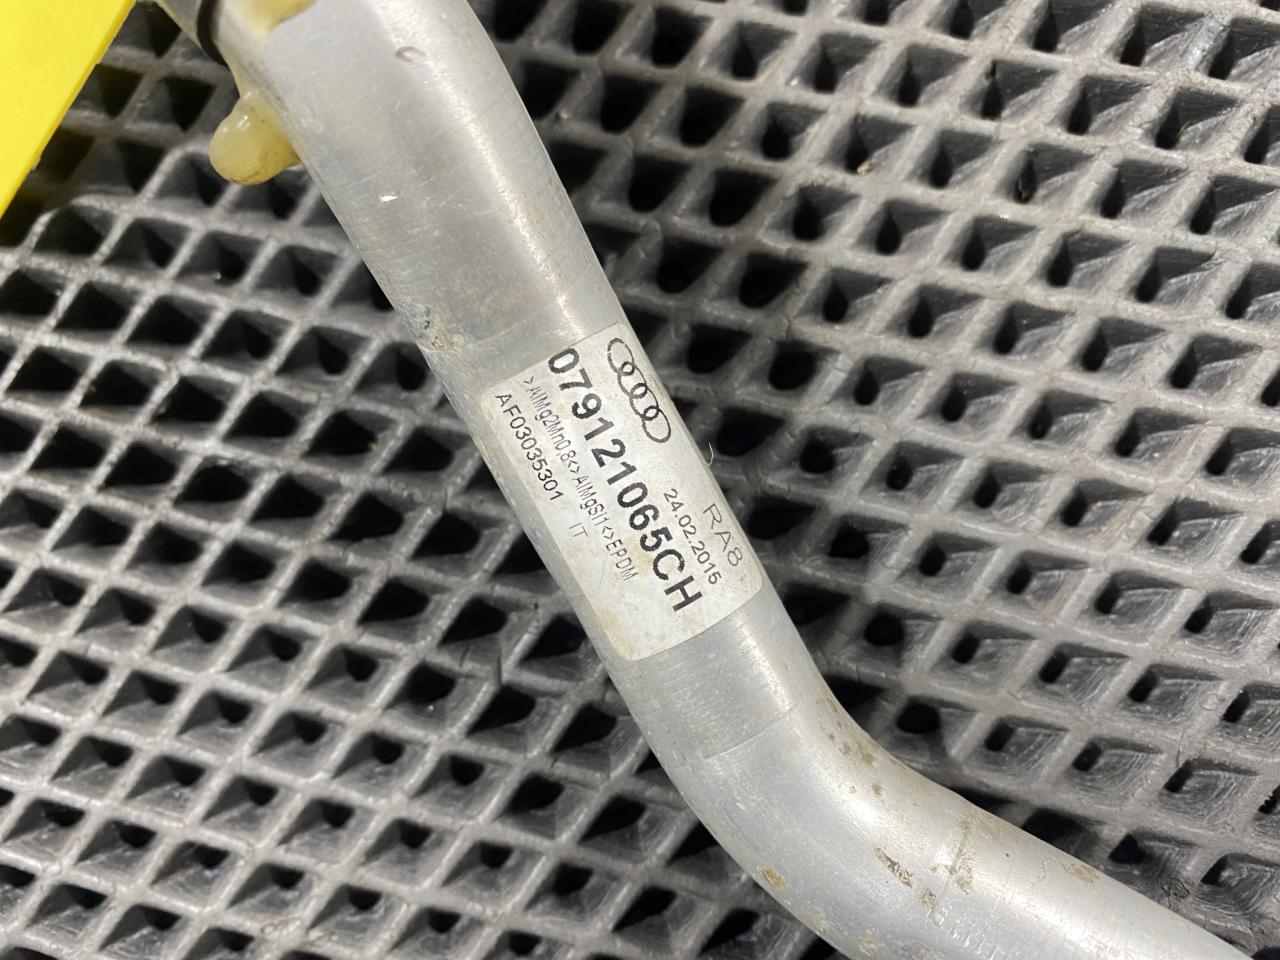 079121065CH
>AlMg2Mn0,8<>AlMgSi1<>EPDM
AF03035301 IT
24.02.2015
RA8